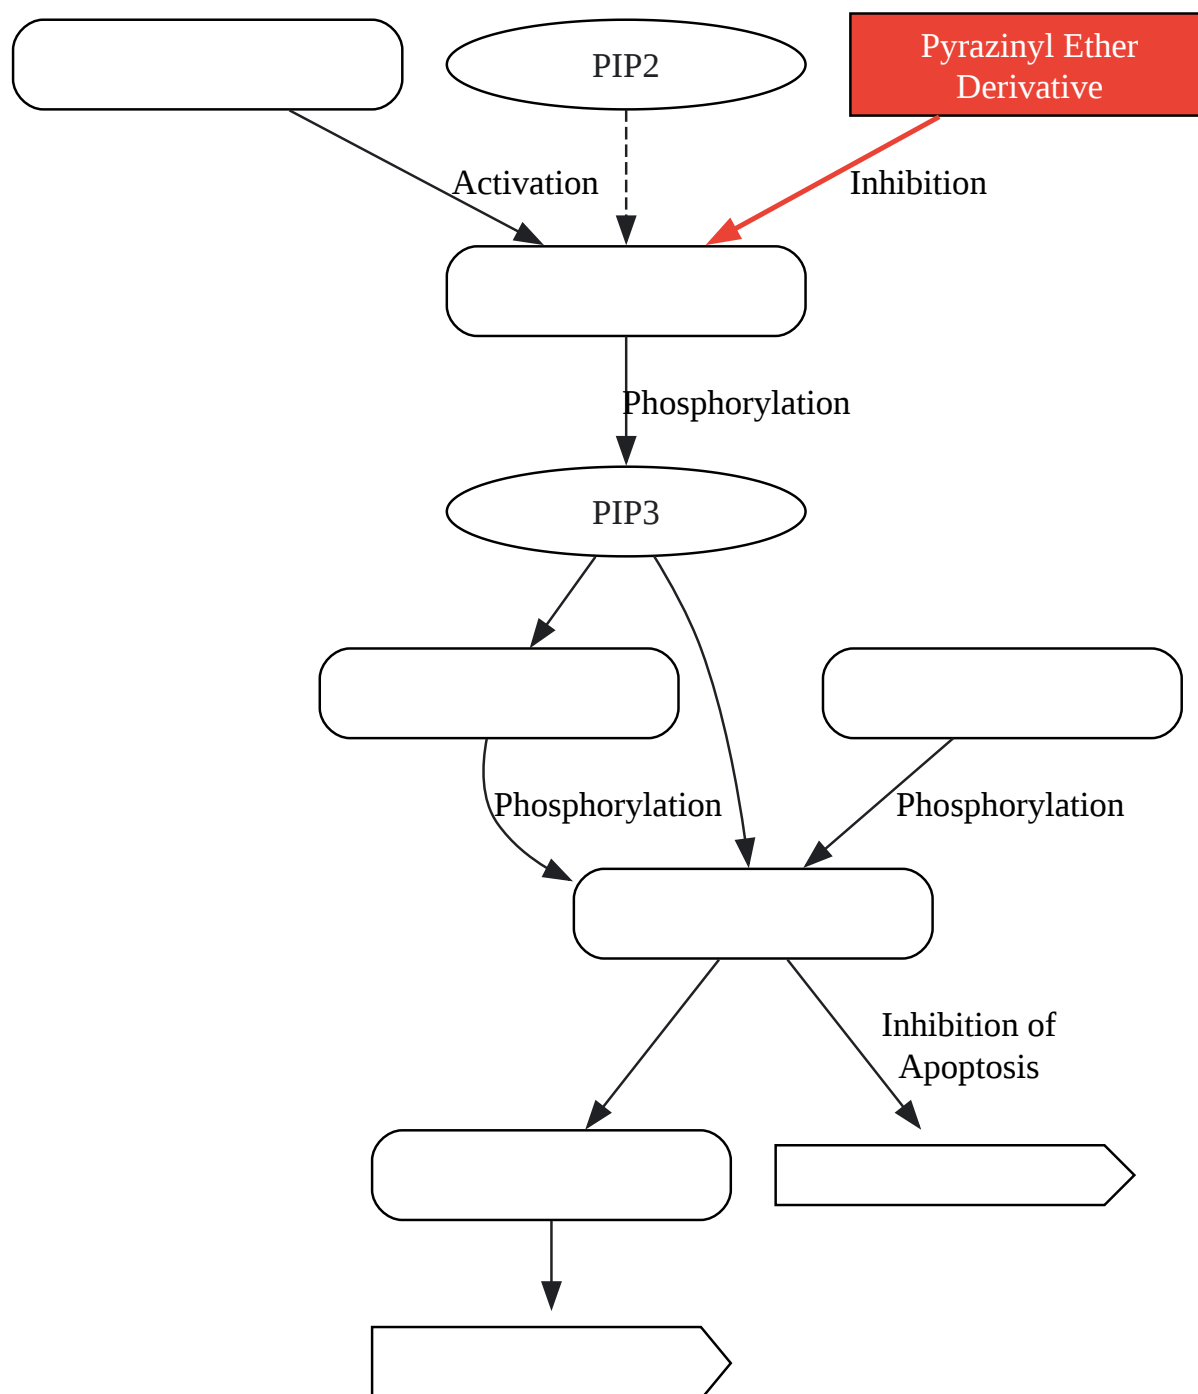 PIP2
Pyrazinyl Ether
Derivative
Activation
Inhibition
Phosphorylation
PIP3
Phosphorylation
Phosphorylation
Inhibition of
Apoptosis